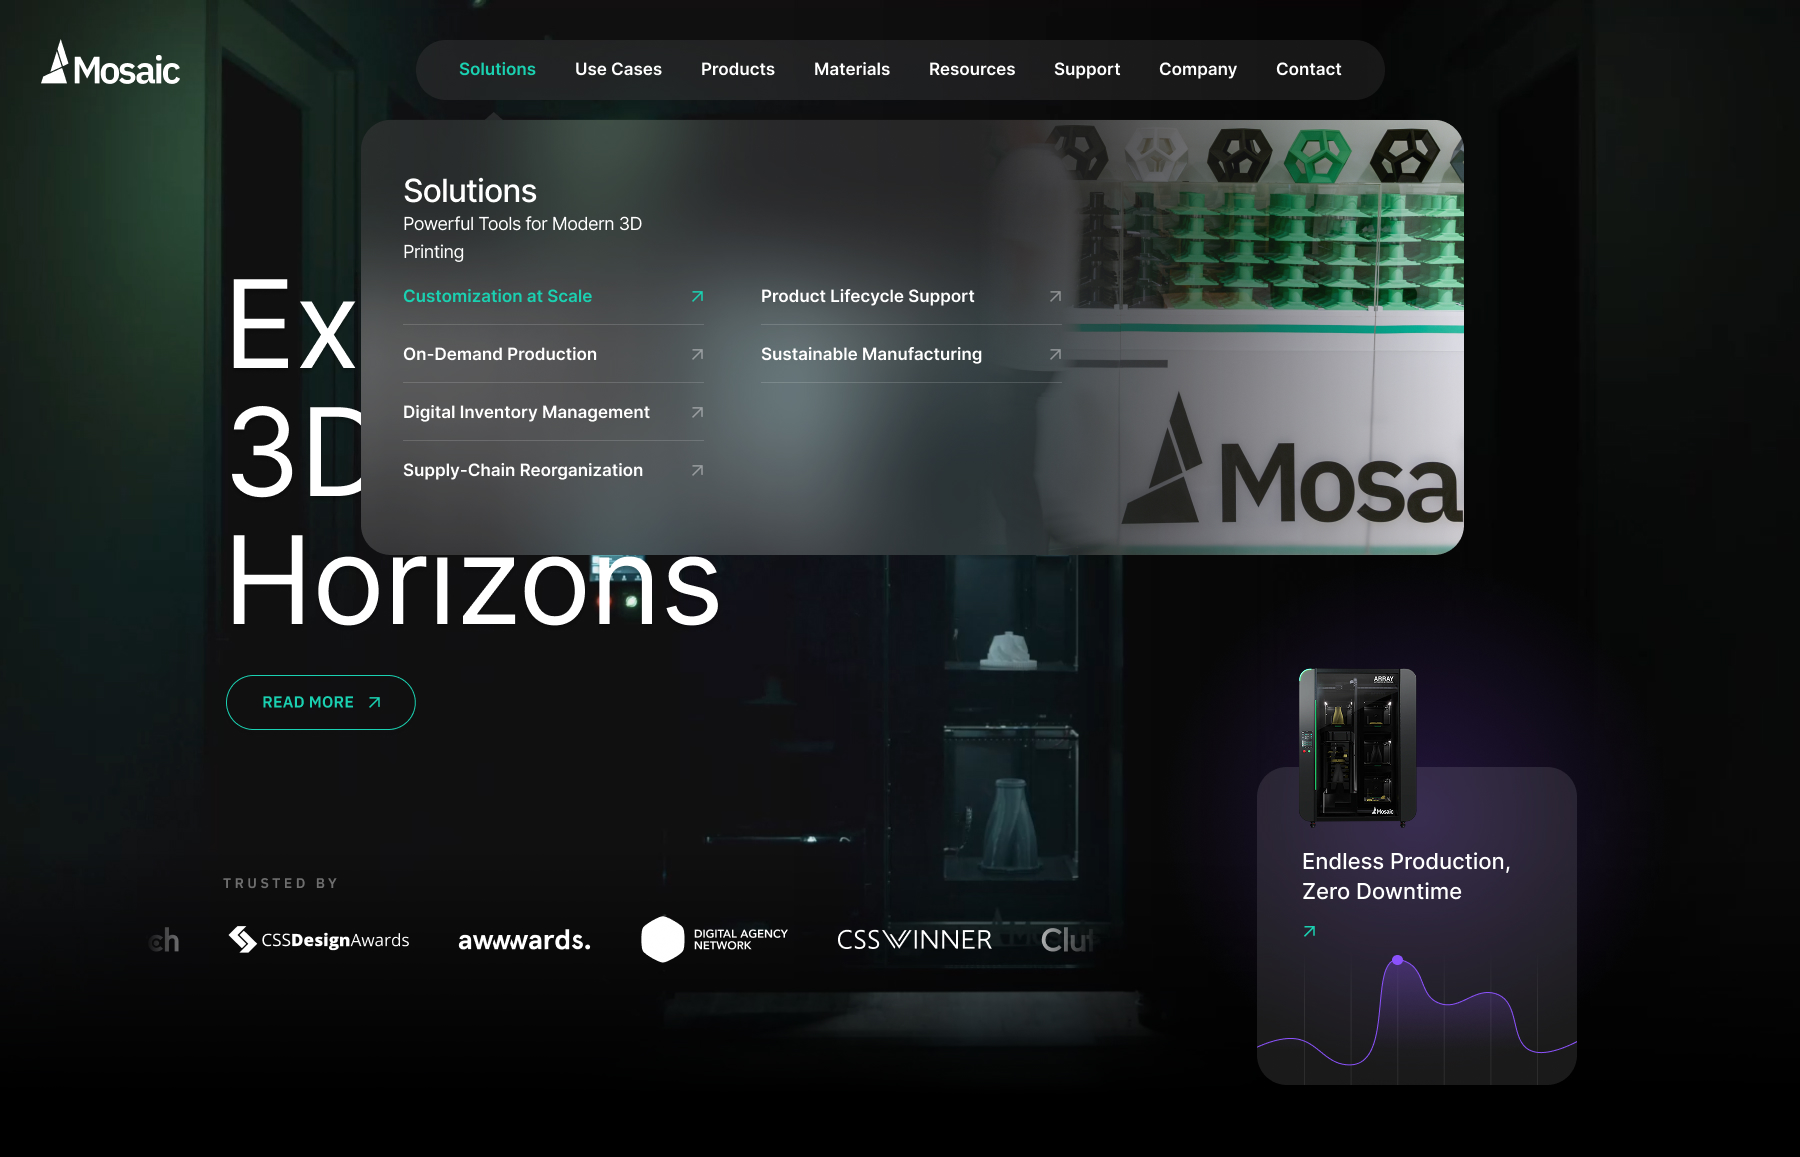 Mosaic
Solutions Use Cases Products Materials Resources Support Company Contact
Solutions
Powerful Tools for Modern 3D
Printing
Customization at Scale
On-Demand Production
Digital Inventory Management
Supply-Chain Reorganization
Product Lifecycle Support
Sustainable Manufacturing
Mosa
Ex
3D
Horizons
READ MORE
TRUSTED BY
ch
CSSDesignAwards
awwwards.
DIGITAL AGENCY
NETWORK
CSSWINNER
Clut
ARRAY
Mosaic
Endless Production,
Zero Downtime